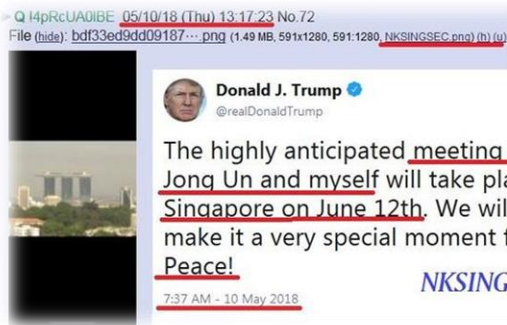 Q !4pRcUA0lBE 05/10/18 (Thu) 13:17:23 No.72
File (hide): bdf33ed9dd09187⋯.png (1.49 MB, 591x1280, 591:1280, NKSINGSEC.png) (h) (u)
Donald J. Trump
@realDonaldTrump
The highly anticipated meeting
Jong Un and myself will take pla
Singapore on June 12th. We wil
make it a very special moment f
Peace!
NKSING
7:37 AM - 10 May 2018